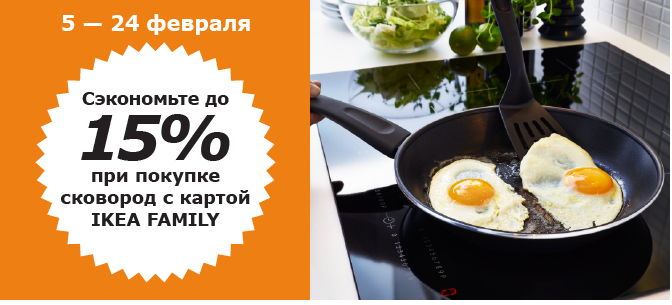 5 — 24 февраля
Сэкономьте до
15%
при покупке
сковород с картой
IKEA FAMILY